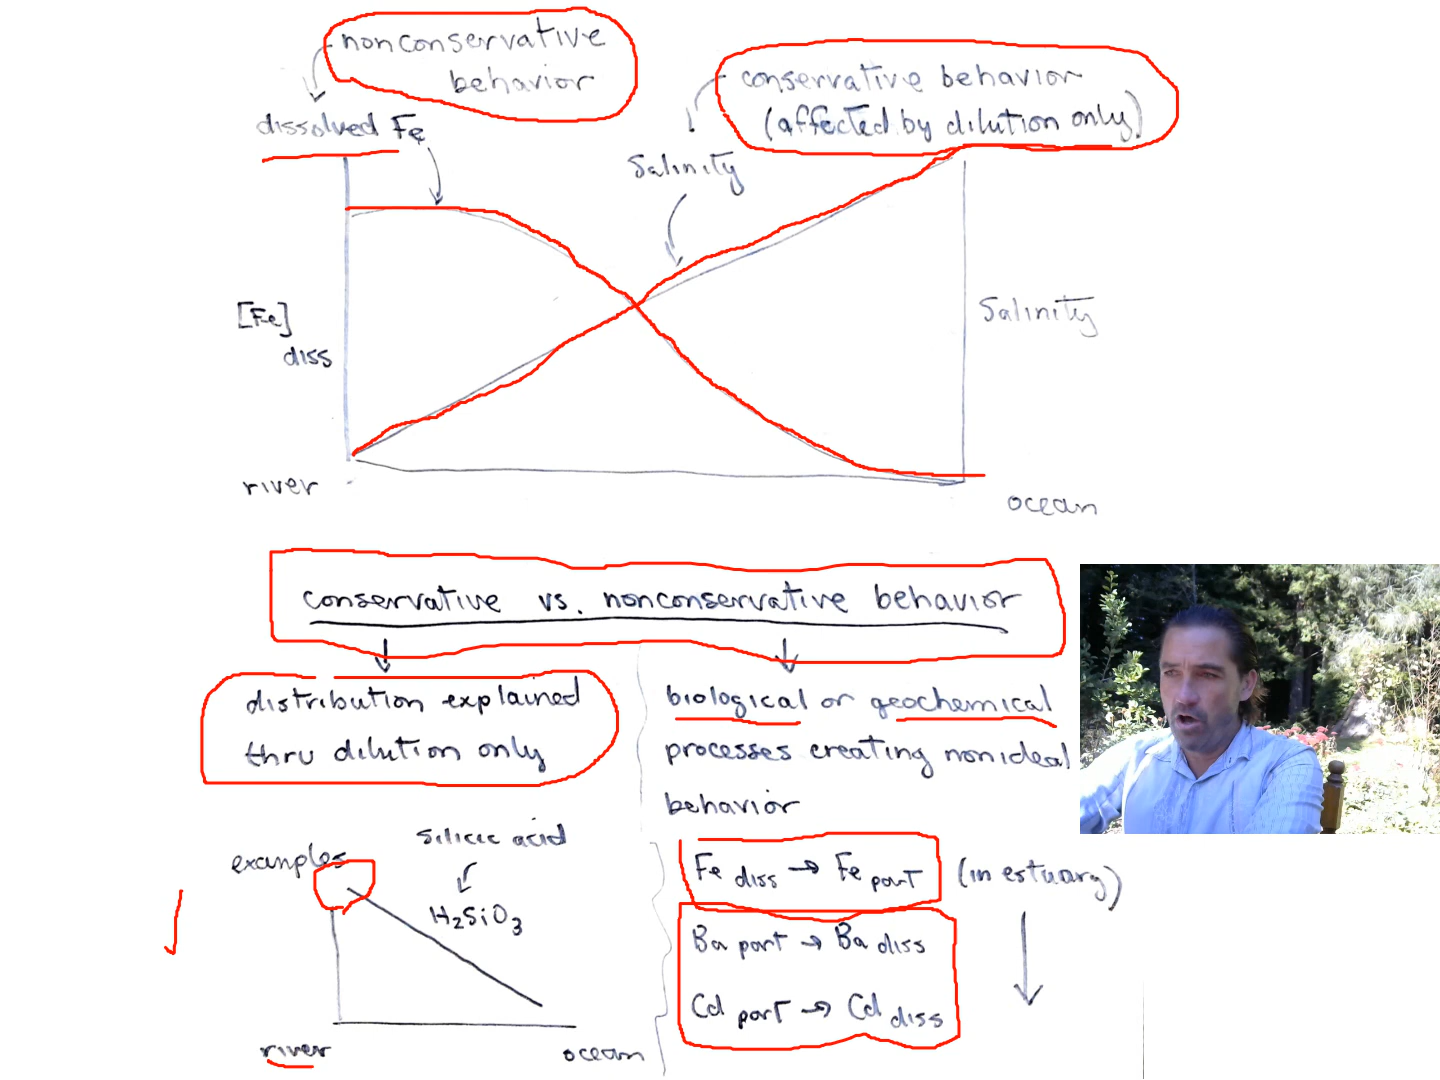 nonconservative
behavior
conservative behavior
(affected by dilution only)
dissolved Fe
Salinity
[Fe]
diss
Salinity
river
ocean
conservative vs. nonconservative behavior
distribution explained
thru dilution only
biological or geochemical
processes creating nonideal
behavior
examples
silicic acid
H2SiO3
river
ocean
Fe diss → Fe part (in estuary)
Ba part → Ba diss
Cd part → Cd diss